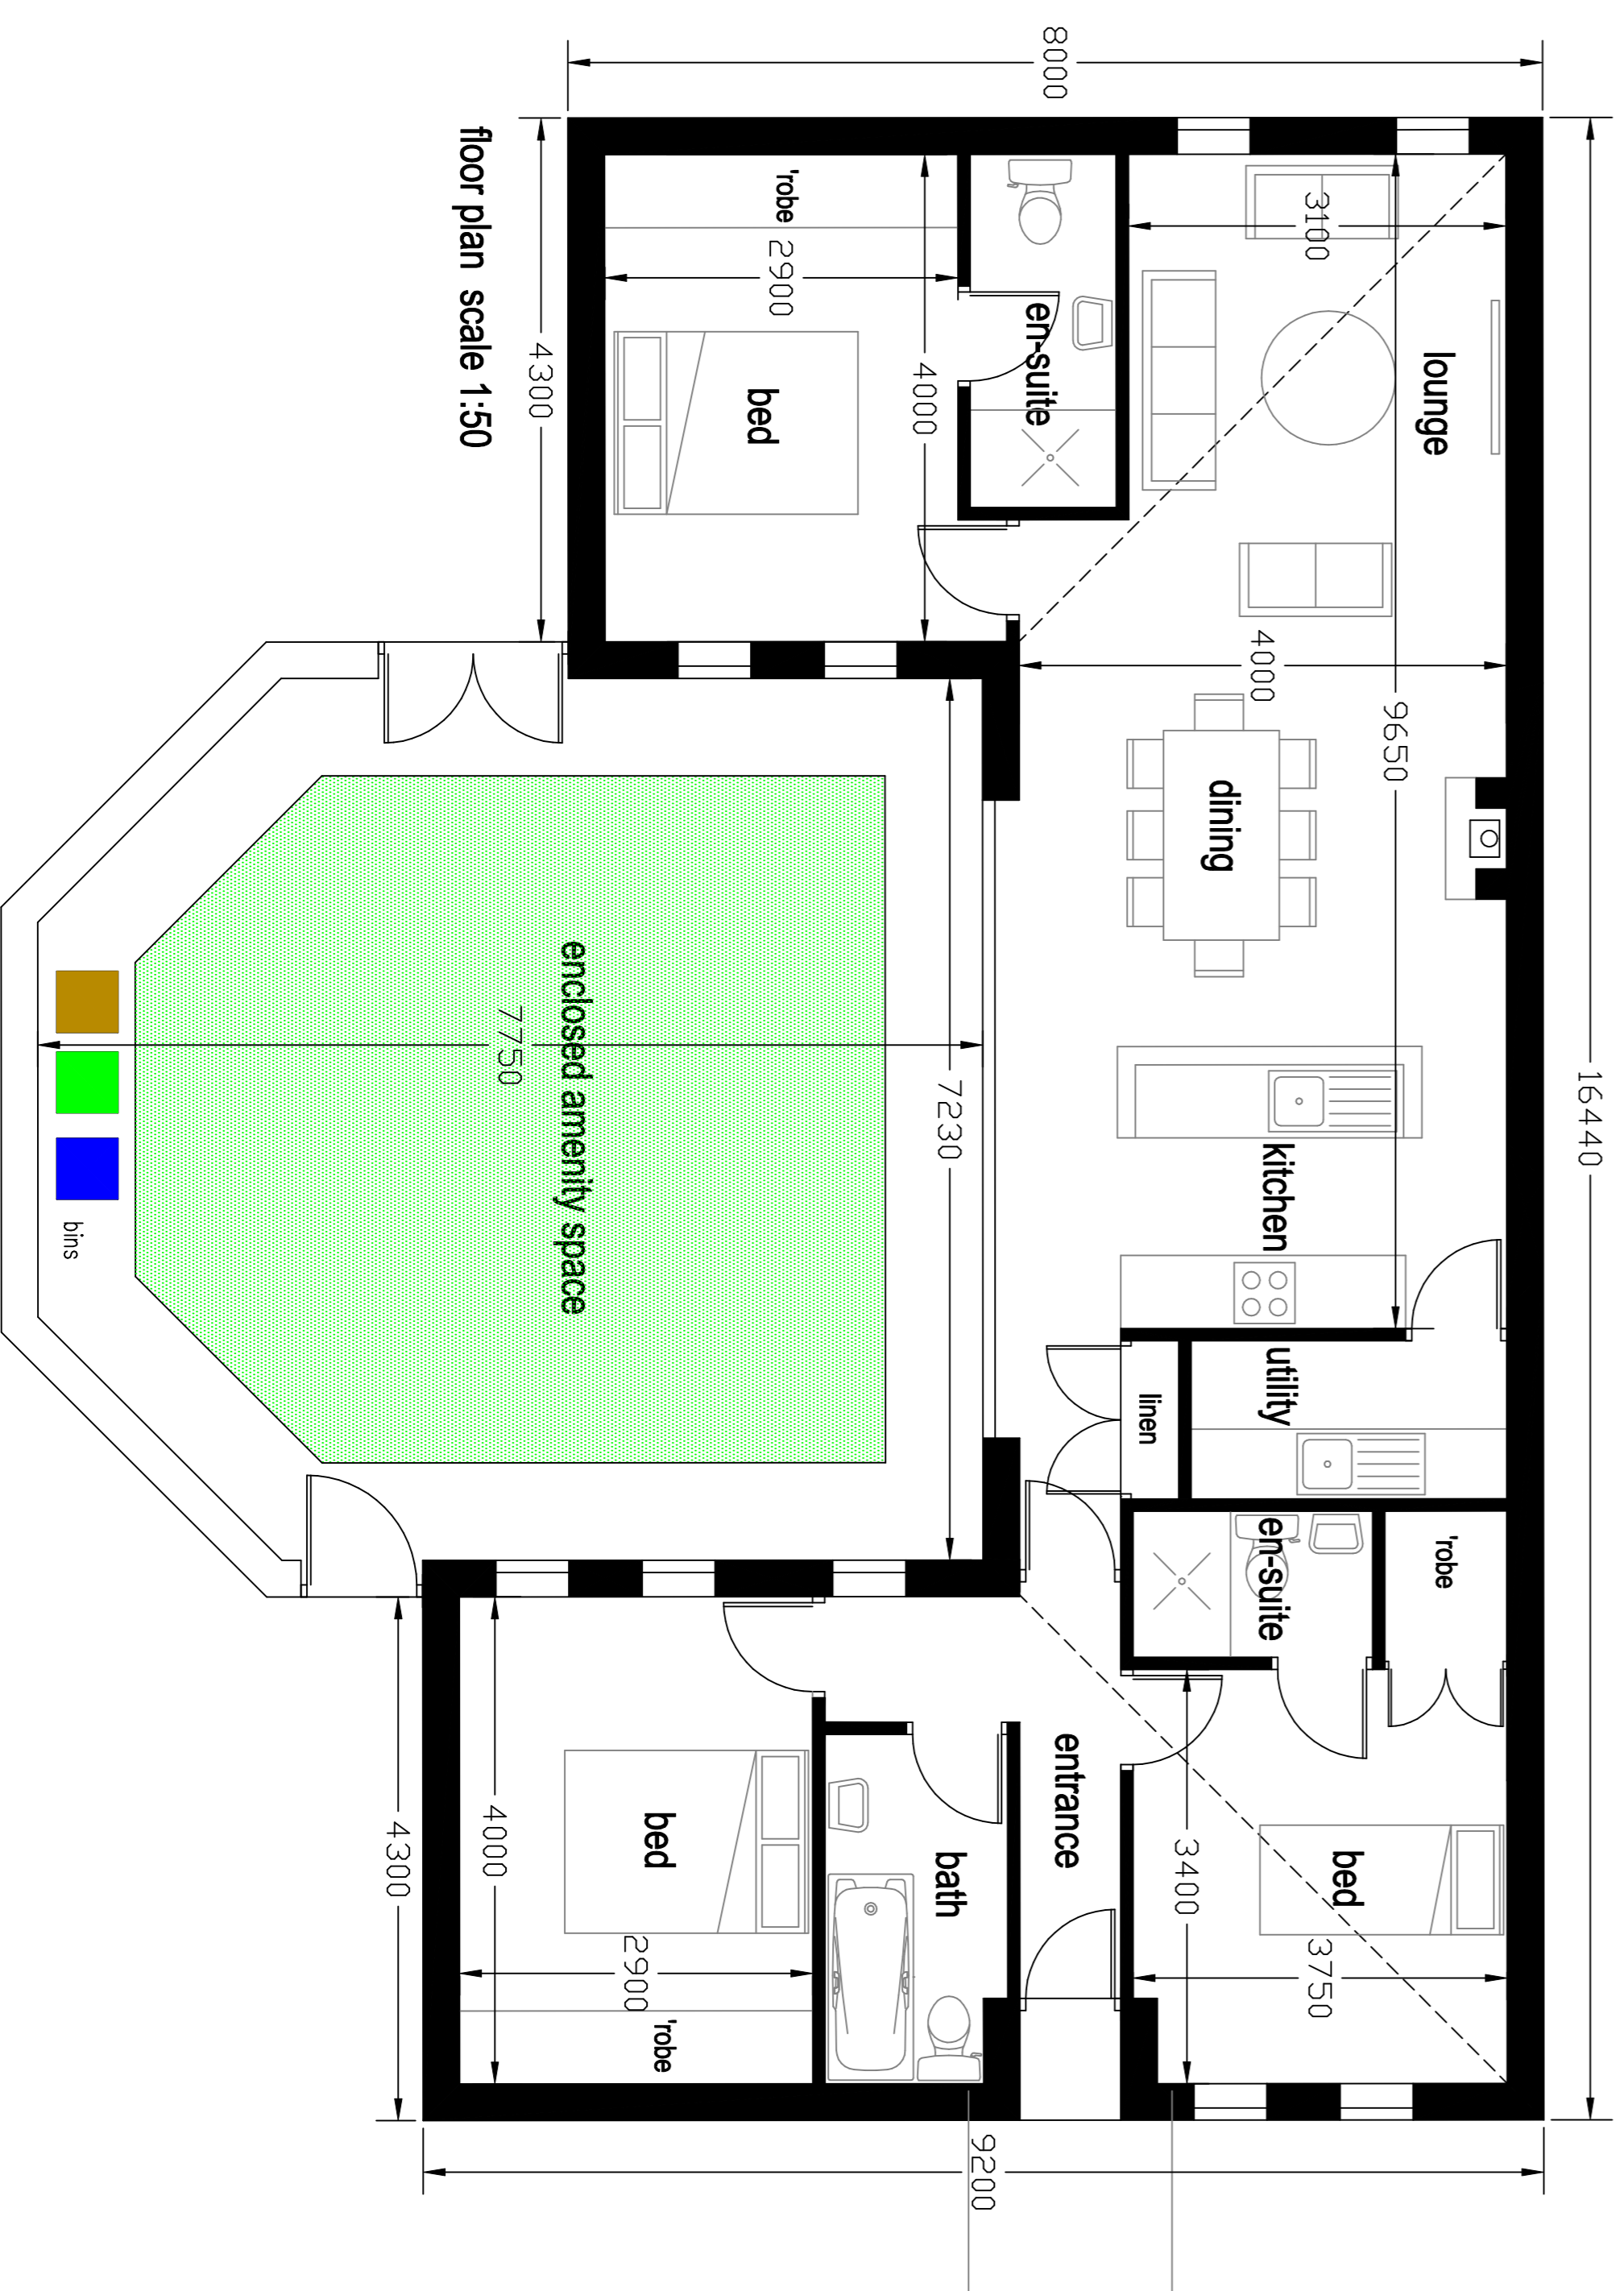 16440
lounge
'robe
9650
3100
bed
3750
4000
kitchen
utility
en-suite
dining
3400
linen
8000
entrance
en-suite
9200
7230
bath
4000
'robe
2900
bed
bed
2900
'robe
enclosed amenity space
4300
7750
4000
floor plan scale 1:50
4300
bins